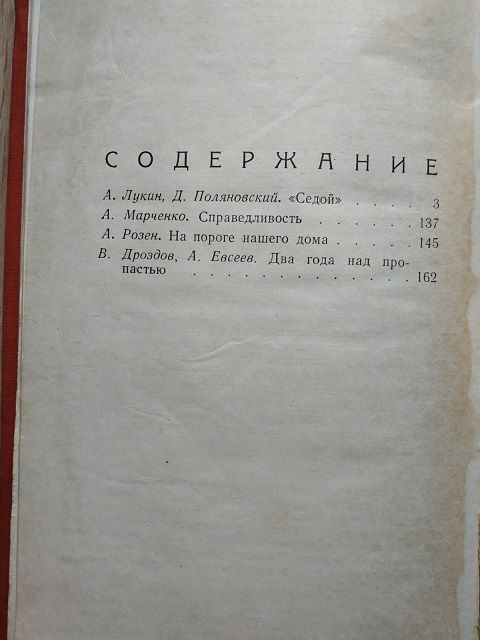 СОДЕРЖАНИЕ
А. Лукин, Д. Поляновский. «Седой» . . . . 3
А. Марченко. Справедливость . . . . . . 137
А. Розен. На пороге нашего дома . . . . . 145
В. Дроздов, А. Евсеев. Два года над про-
пастью . . . . . . . . . . . . . 162